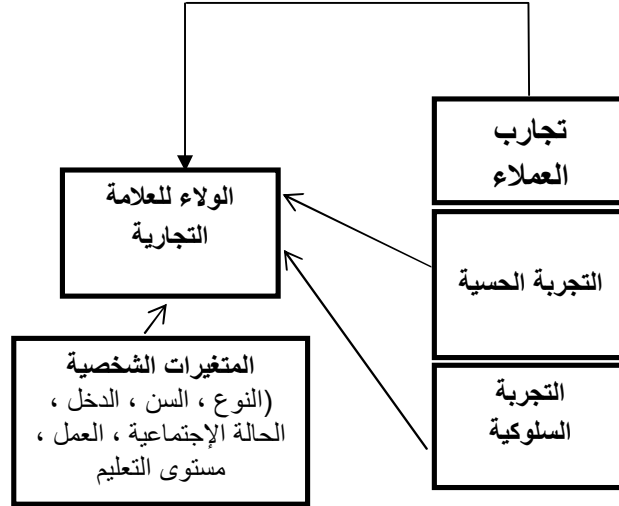 تجارب
العملاء
التجربة الحسية
التجربة
السلوكية
الولاء للعلامة
التجارية
المتغيرات الشخصية
(النوع ، السن ، الدخل ،
الحالة الإجتماعية ، العمل ،
مستوى التعليم